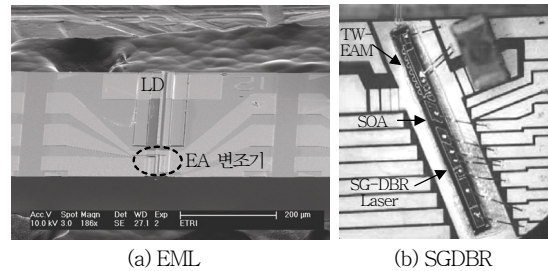 LD
EA 변조기
Acc.V Spot Magn Det WD Exp
10.0 kV 3.0 186x SE 27.1 2 ETRI
200 μm
(a) EML
TW-
EAM
SOA
SG-DBR
Laser
(b) SGDBR